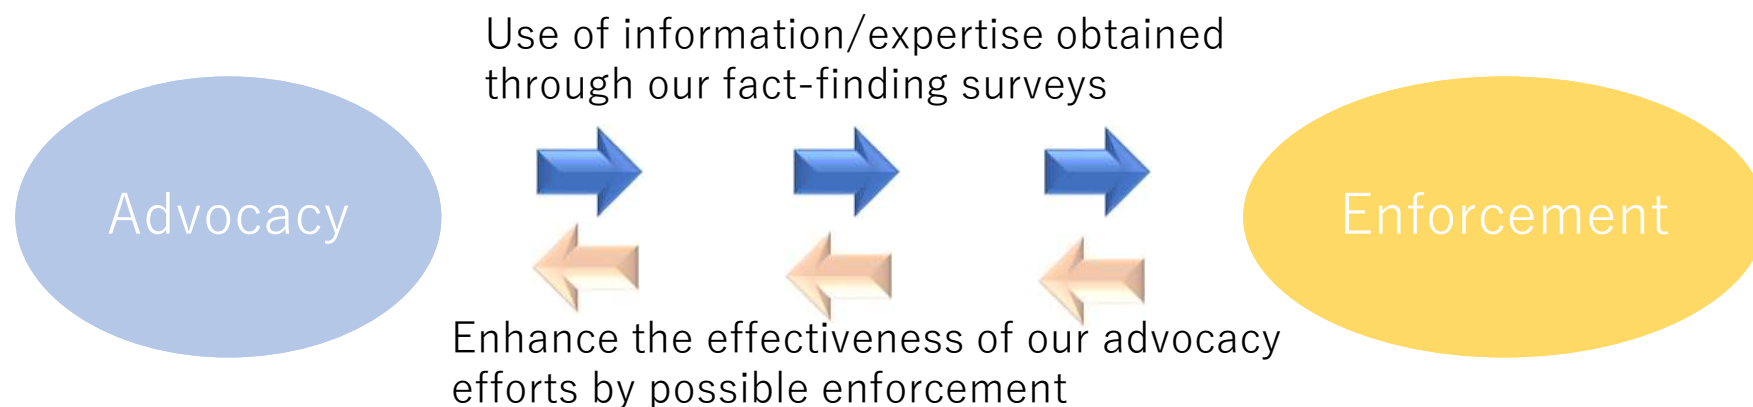 Use of information/expertise obtained
through our fact-finding surveys
Advocacy
Enforcement
Enhance the effectiveness of our advocacy
efforts by possible enforcement